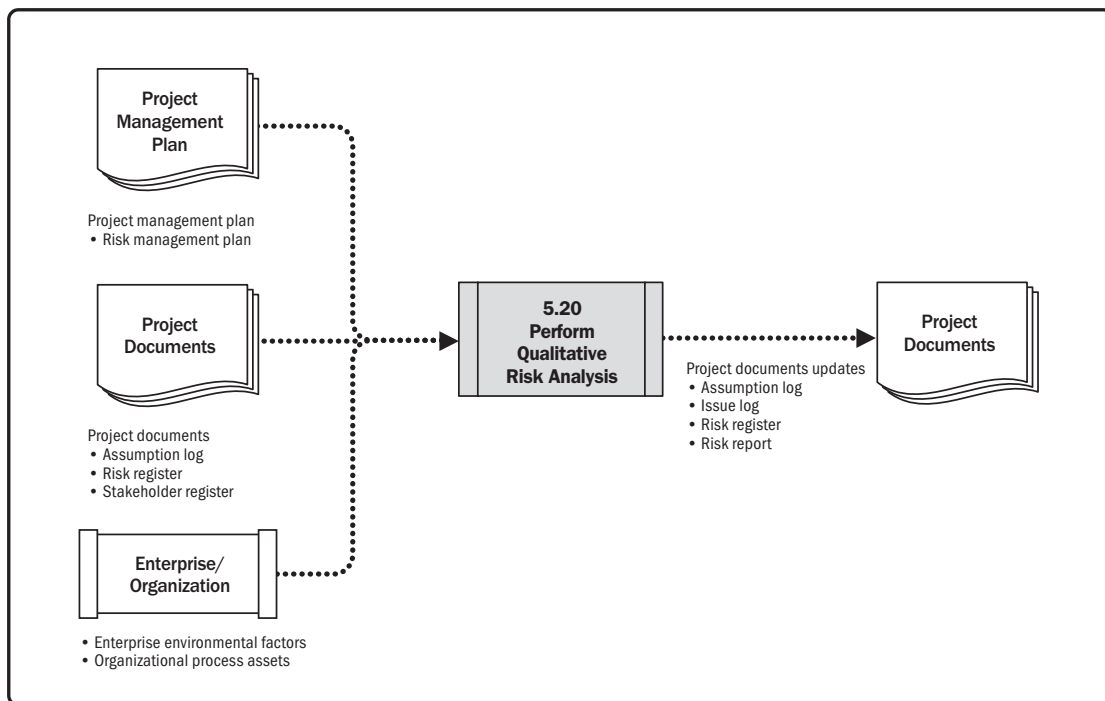 Project
Management
Plan
Project management plan
• Risk management plan
Project
Documents
Project documents
• Assumption log
• Risk register
• Stakeholder register
Enterprise/
Organization
• Enterprise environmental factors
• Organizational process assets
5.20
Perform
Qualitative
Risk Analysis
Project documents updates
• Assumption log
• Issue log
• Risk register
• Risk report
Project
Documents